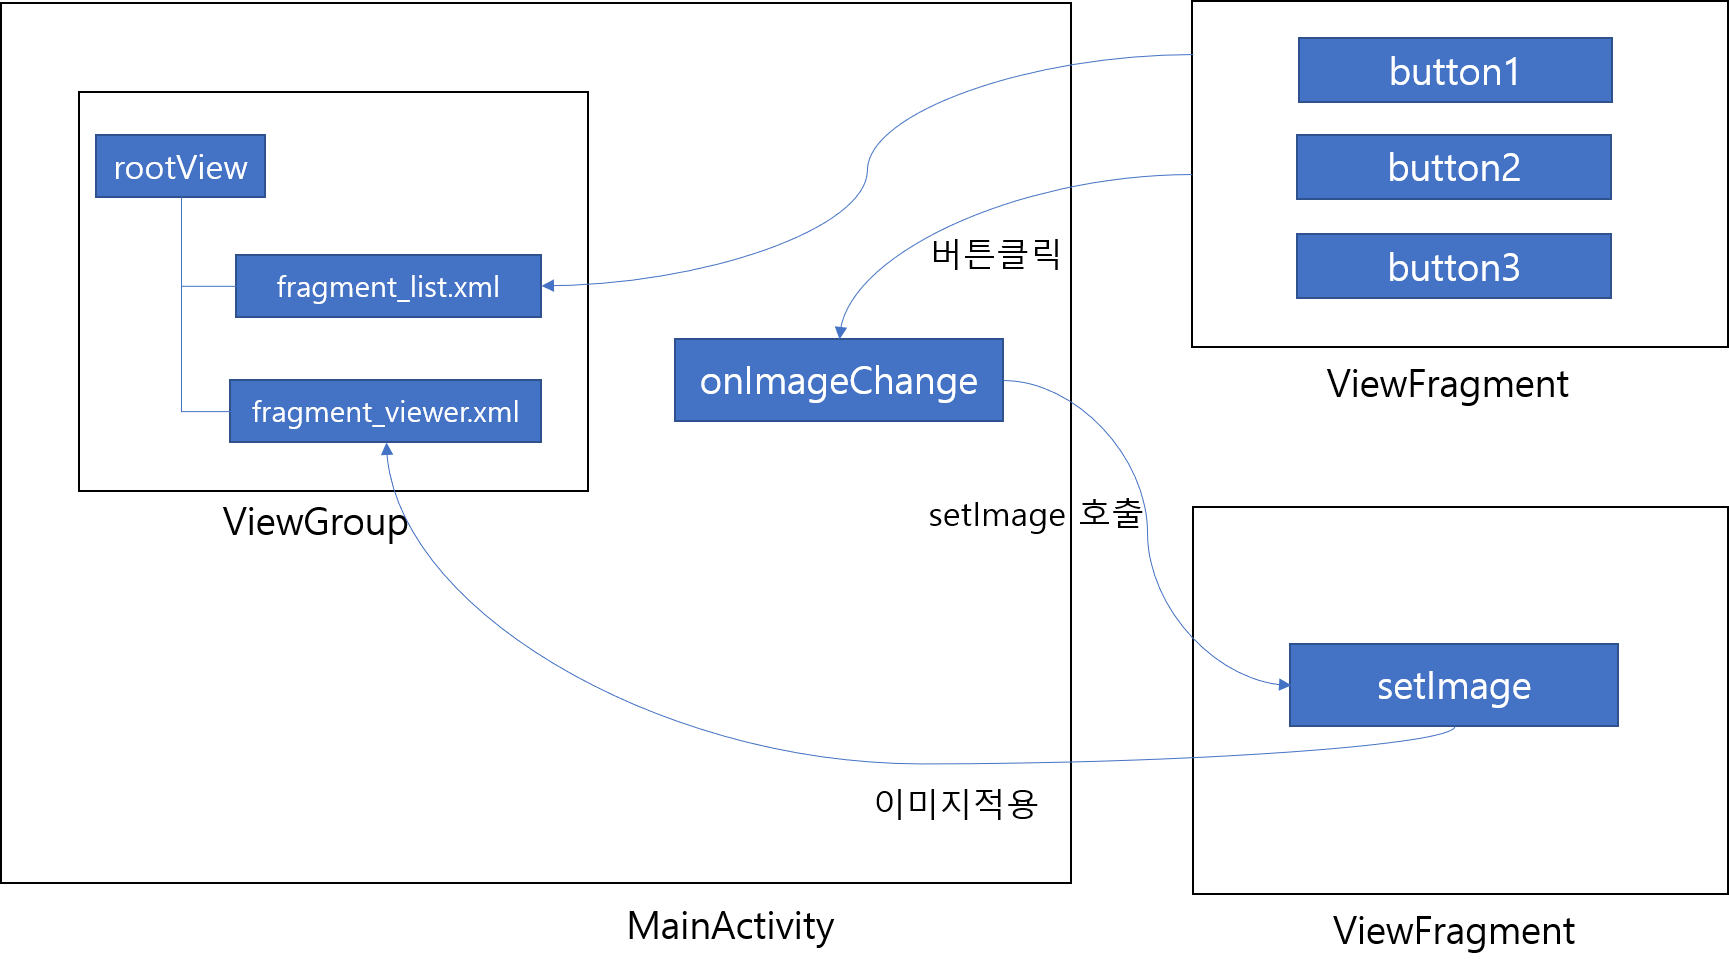 rootView
fragment_list.xml
fragment_viewer.xml
ViewGroup
onImageChange
버튼클릭
setImage 호출
이미지적용
MainActivity
button1
button2
button3
ViewFragment
setImage
ViewFragment